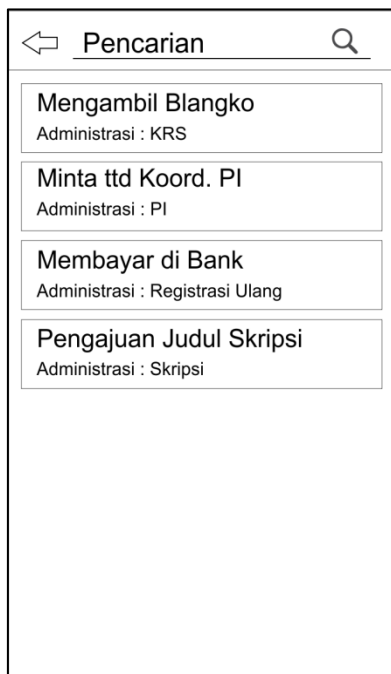 Pencarian
Mengambil Blangko
Administrasi : KRS
Minta ttd Koord. PI
Administrasi : PI
Membayar di Bank
Administrasi : Registrasi Ulang
Pengajuan Judul Skripsi
Administrasi : Skripsi